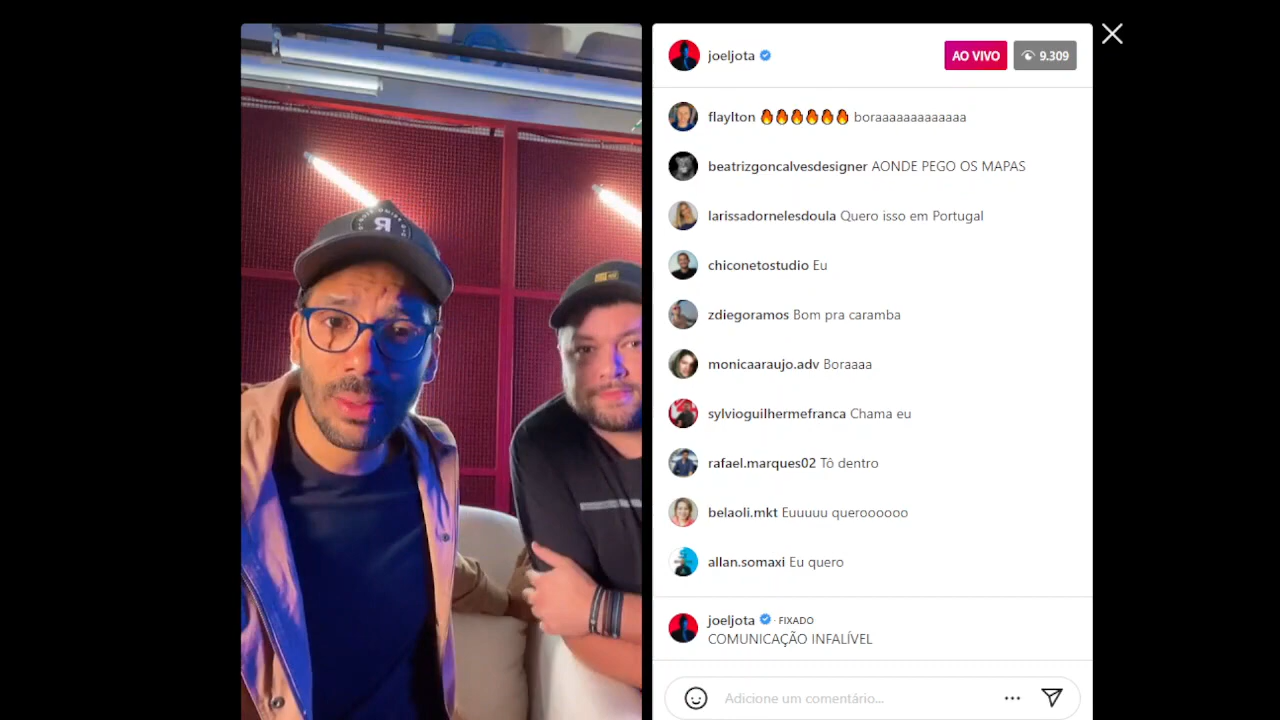 joeljota
AO VIVO
9.309
flaylton 🔥🔥🔥🔥🔥🔥 boraaaaaaaaaaaaa
beatrizgoncalvesdesigner AONDE PEGO OS MAPAS
larissadornelesdoula Quero isso em Portugal
chiconetostudio Eu
zdiegoramos Bom pra caramba
monicaaraujo.adv Boraaaa
sylvioguilhermefranca Chama eu
rafael.marques02 Tô dentro
belaoli.mkt Euuuuu queroooooo
allan.somaxi Eu quero
joeljota · FIXADO
COMUNICAÇÃO INFALÍVEL
Adicione um comentário...